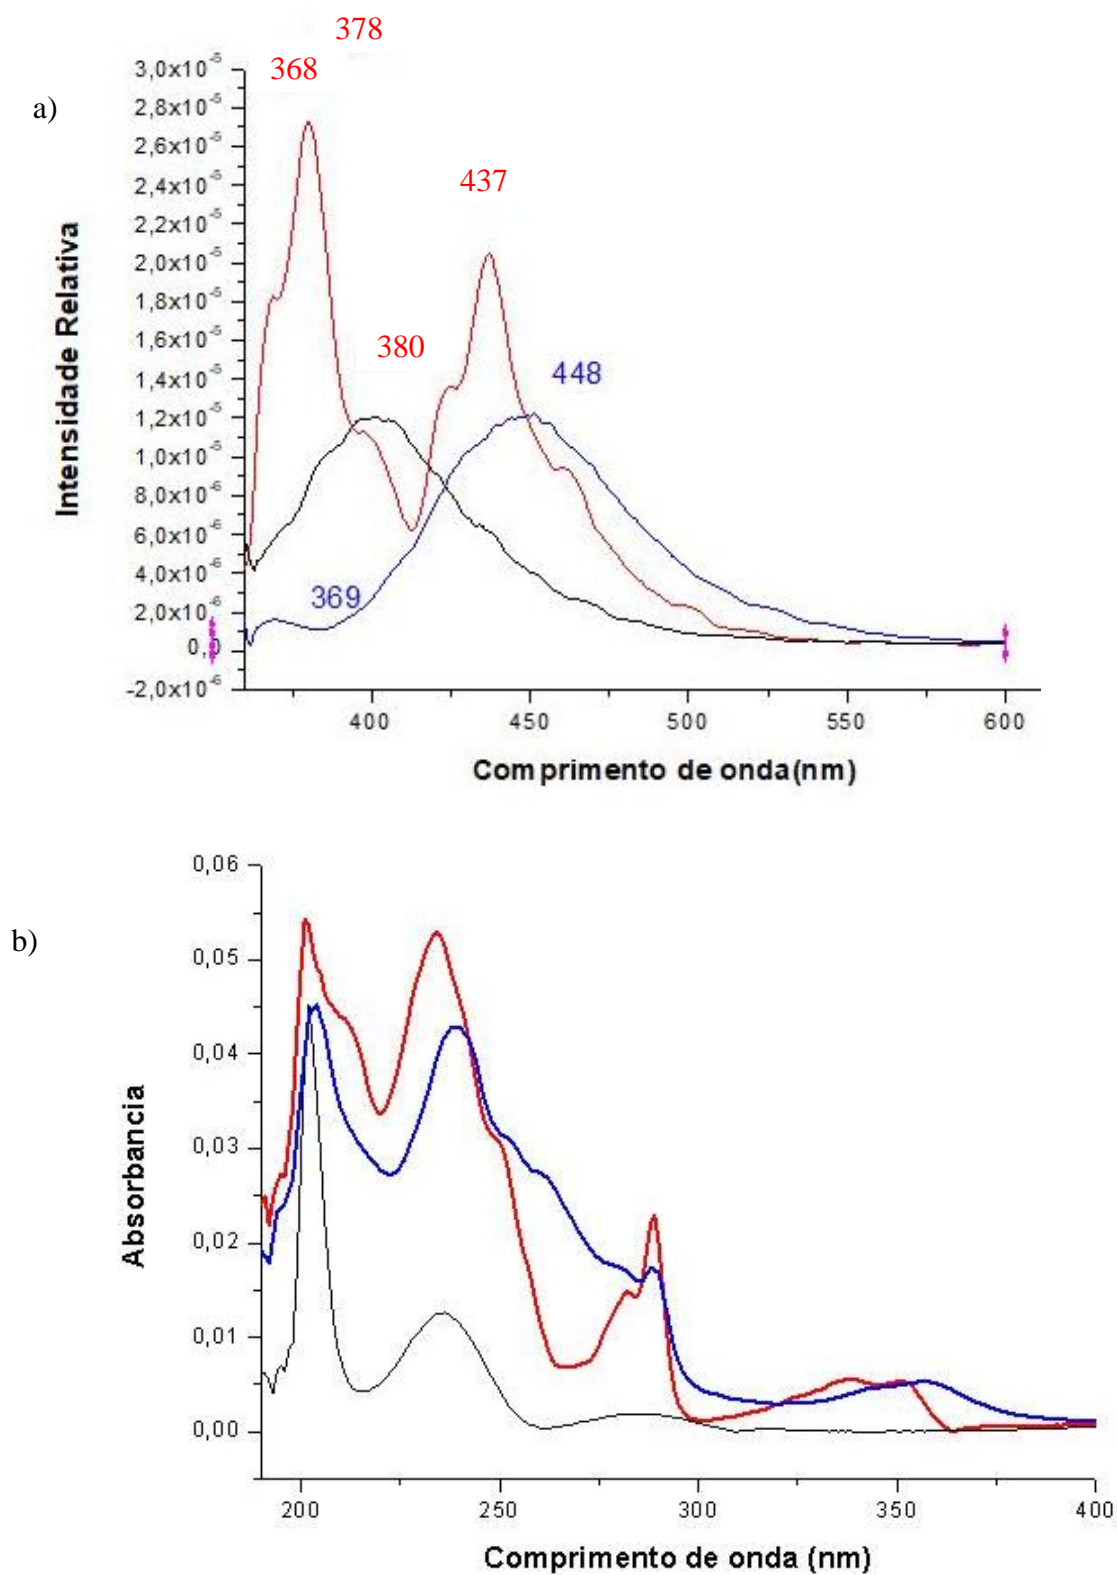 378
368
a)
3,0x10⁻⁵
2,8x10⁻⁵
2,6x10⁻⁵
2,4x10⁻⁵
2,2x10⁻⁵
2,0x10⁻⁵
1,8x10⁻⁵
1,6x10⁻⁵
1,4x10⁻⁵
1,2x10⁻⁵
1,0x10⁻⁵
8,0x10⁻⁶
6,0x10⁻⁶
4,0x10⁻⁶
2,0x10⁻⁶
0,0
-2,0x10⁻⁶
Intensidade Relativa
437
380
448
369
400 450 500 550 600
Comprimento de onda(nm)
b)
0,06
0,05
0,04
0,03
0,02
0,01
0,00
Absorbancia
200 250 300 350 400
Comprimento de onda (nm)